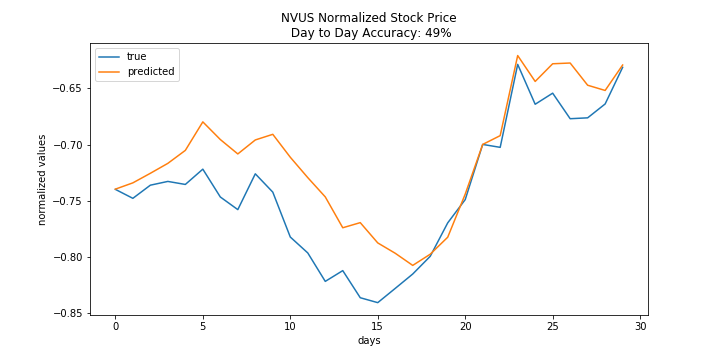 NVUS Normalized Stock Price
Day to Day Accuracy: 49%
true
predicted
normalized values
−0.65
−0.70
−0.75
−0.80
−0.85
0 5 10 15 20 25 30
days